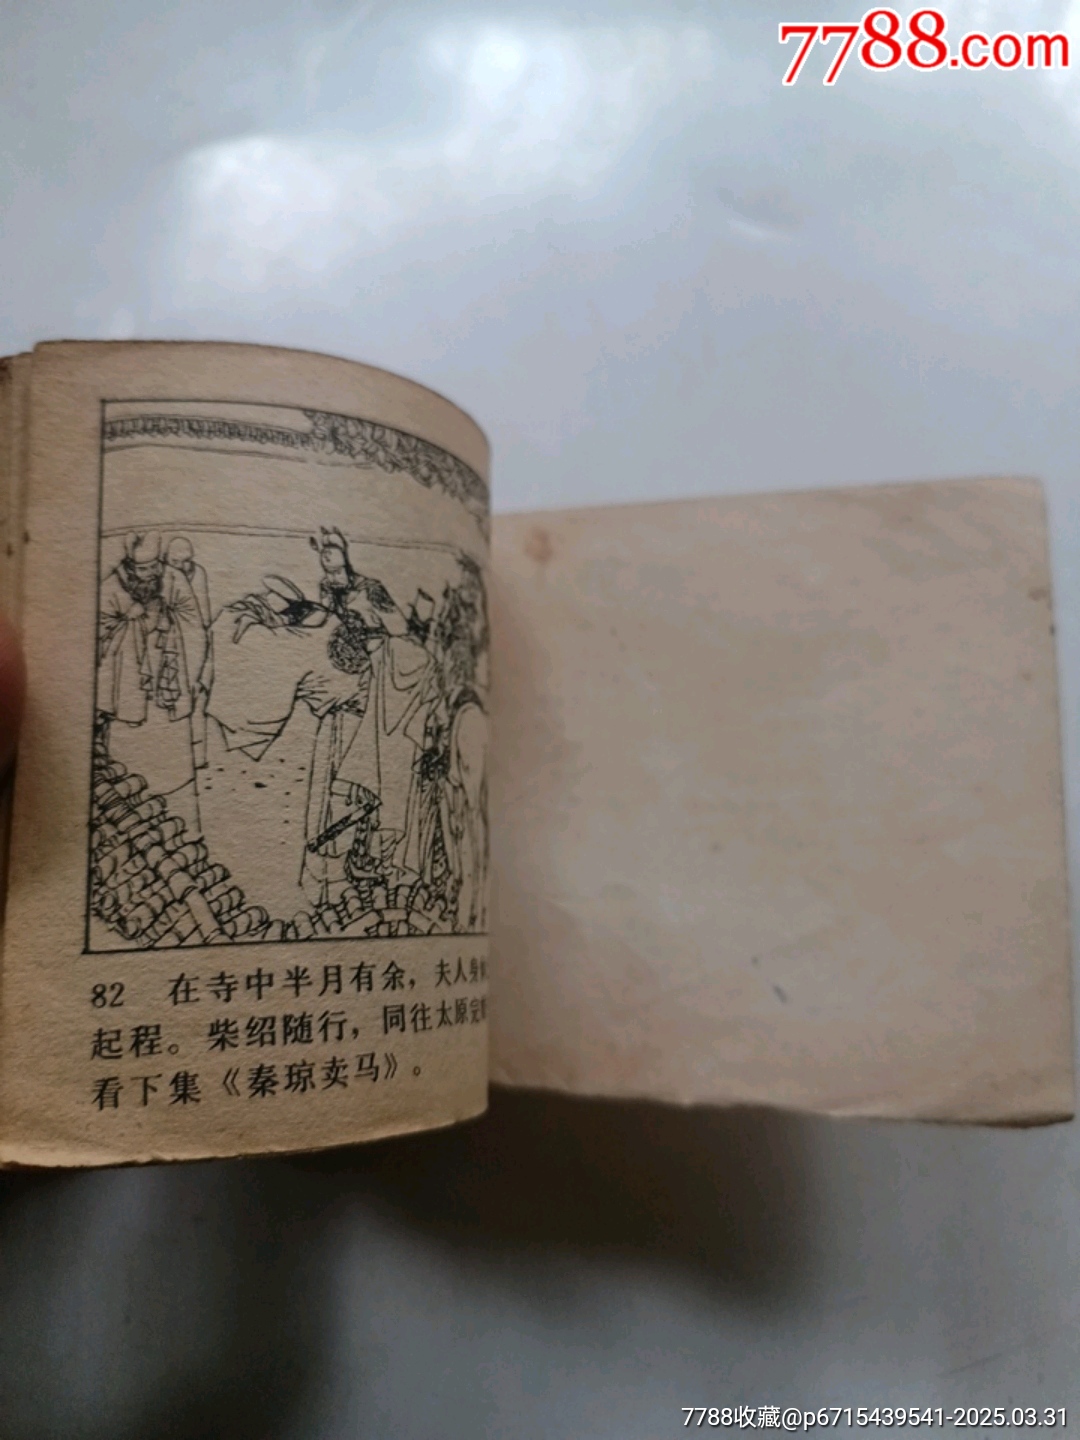 7788.com
82 在寺中半月有余，夫人身
起程。柴绍随行，同往太原完
看下集《秦琼卖马》。
7788收藏@p6715439541-2025.03.31